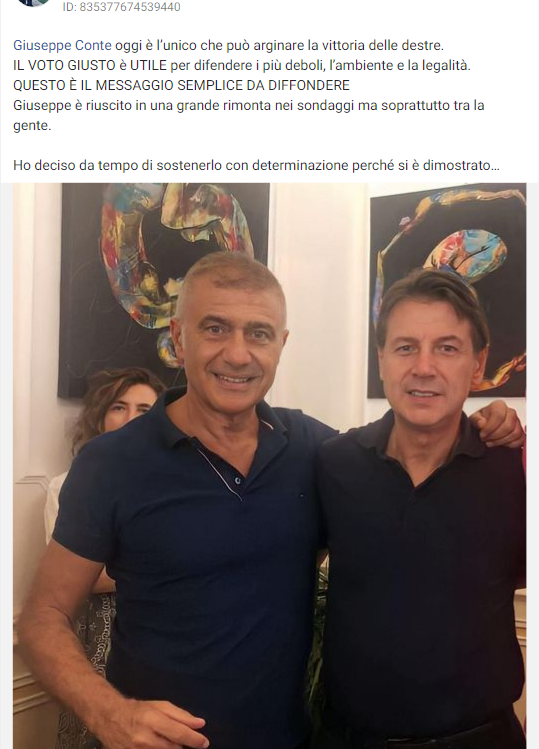 ID: 835377674539440
Giuseppe Conte oggi è l'unico che può arginare la vittoria delle destre.
IL VOTO GIUSTO è UTILE per difendere i più deboli, l'ambiente e la legalità.
QUESTO È IL MESSAGGIO SEMPLICE DA DIFFONDERE
Giuseppe è riuscito in una grande rimonta nei sondaggi ma soprattutto tra la
gente.
Ho deciso da tempo di sostenerlo con determinazione perché si è dimostrato...